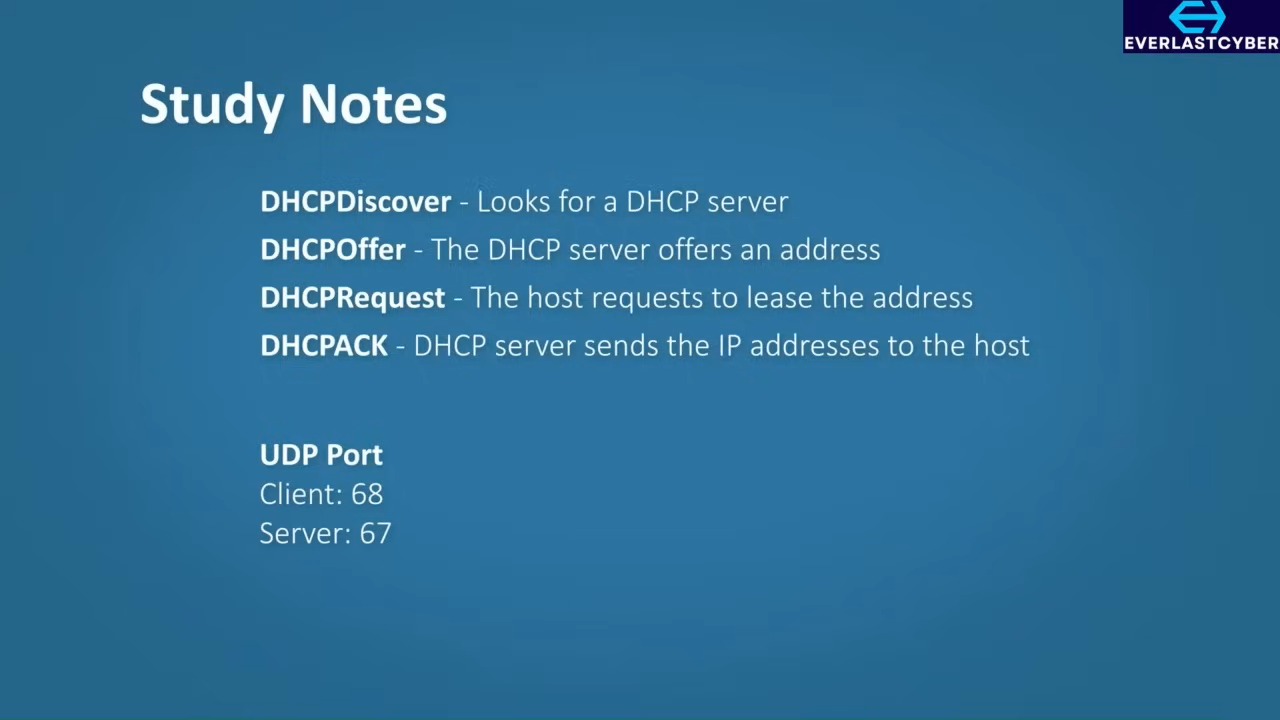 EVERLASTCYBER
Study Notes
DHCPDiscover - Looks for a DHCP server
DHCPOffer - The DHCP server offers an address
DHCPRequest - The host requests to lease the address
DHCPACK - DHCP server sends the IP addresses to the host
UDP Port
Client: 68
Server: 67